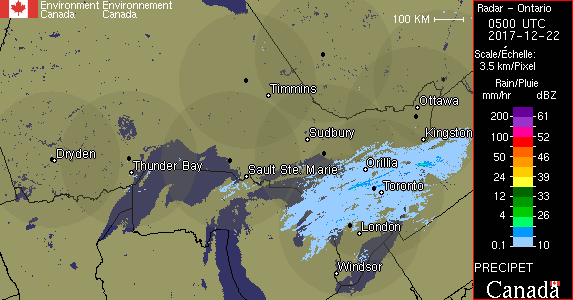 Environment Environnement
Canada Canada
100 KM
Radar - Ontario
0500 UTC
2017-12-22
Scale/Échelle:
3.5 km/Pixel
Rain/Pluie
mm/hr dBZ
200 61
100 52
50 46
24 39
12 33
4 26
0.1 10
PRECIPET
Canada
Timmins
Ottawa
Sudbury
Kingston
Dryden
Thunder Bay
Sault Ste. Marie
Orillia
Toronto
London
Windsor